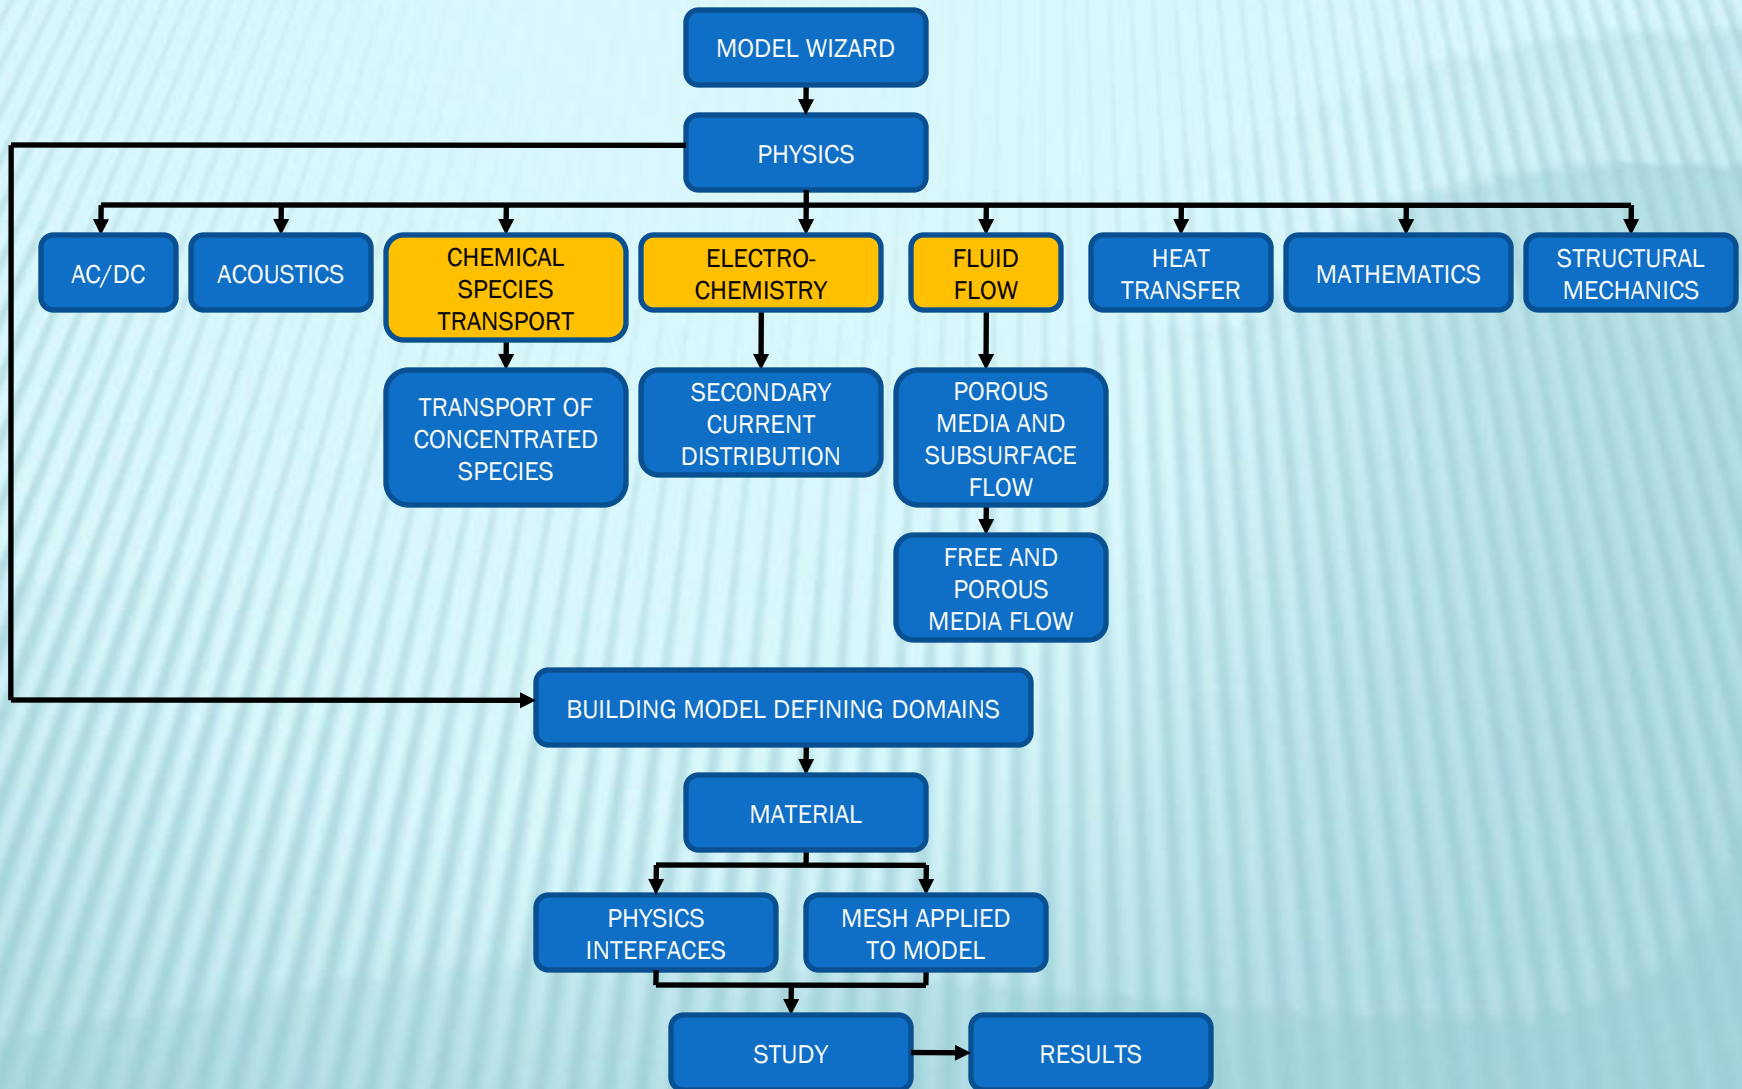 MODEL WIZARD
PHYSICS
AC/DC
ACOUSTICS
CHEMICAL
SPECIES
TRANSPORT
ELECTRO-
CHEMISTRY
FLUID
FLOW
HEAT
TRANSFER
MATHEMATICS
STRUCTURAL
MECHANICS
TRANSPORT OF
CONCENTRATED
SPECIES
SECONDARY
CURRENT
DISTRIBUTION
POROUS
MEDIA AND
SUBSURFACE
FLOW
FREE AND
POROUS
MEDIA FLOW
BUILDING MODEL DEFINING DOMAINS
MATERIAL
PHYSICS
INTERFACES
MESH APPLIED
TO MODEL
STUDY
RESULTS